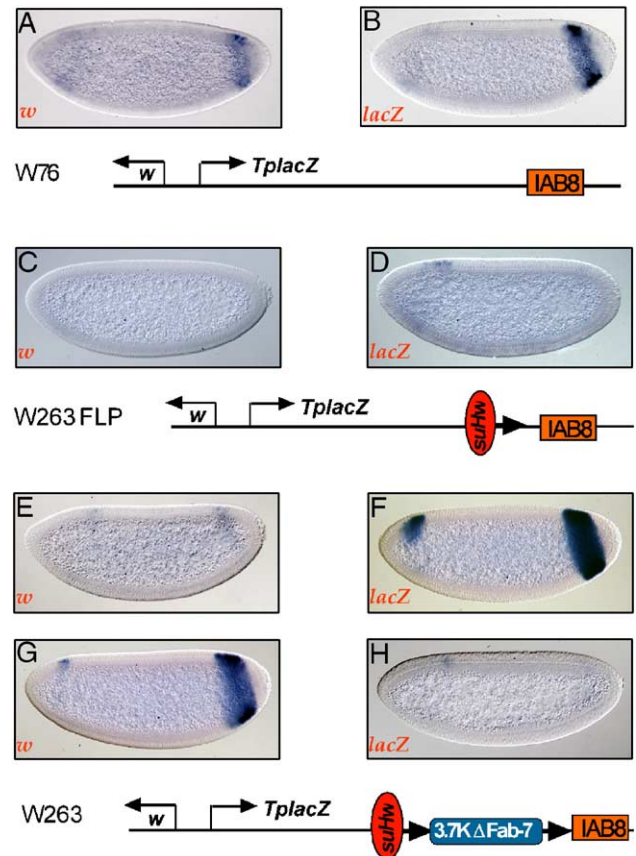 A
w
B
lacZ
W76
w
TplacZ
IAB8
C
w
D
lacZ
W263 FLP
w
TplacZ
suHw
IAB8
E
w
F
lacZ
G
w
H
lacZ
W263
w
TplacZ
suHw
3.7K Δ Fab-7
IAB8